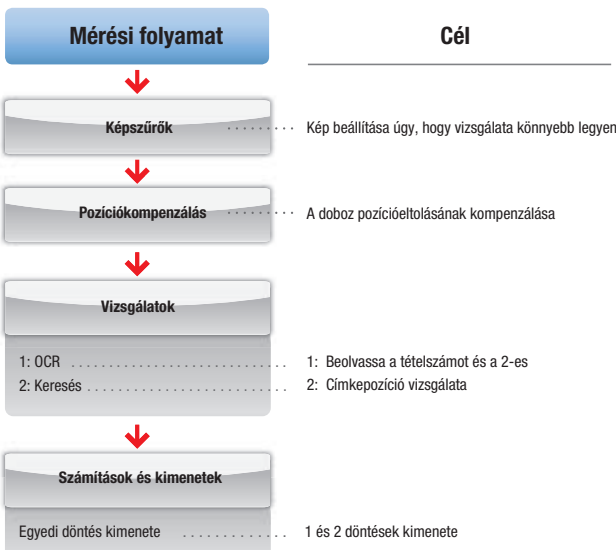 Mérési folyamat Cél
Képszűrők Kép beállítása úgy, hogy vizsgálata könnyebb legyen
Pozíciókompenzálás A doboz pozícióeltolásának kompenzálása
Vizsgálatok
1: OCR 1: Beolvassa a tételszámot és a 2-es
2: Keresés 2: Címkepozíció vizsgálata
Számítások és kimenetek
Egyedi döntés kimenete 1 és 2 döntések kimenete